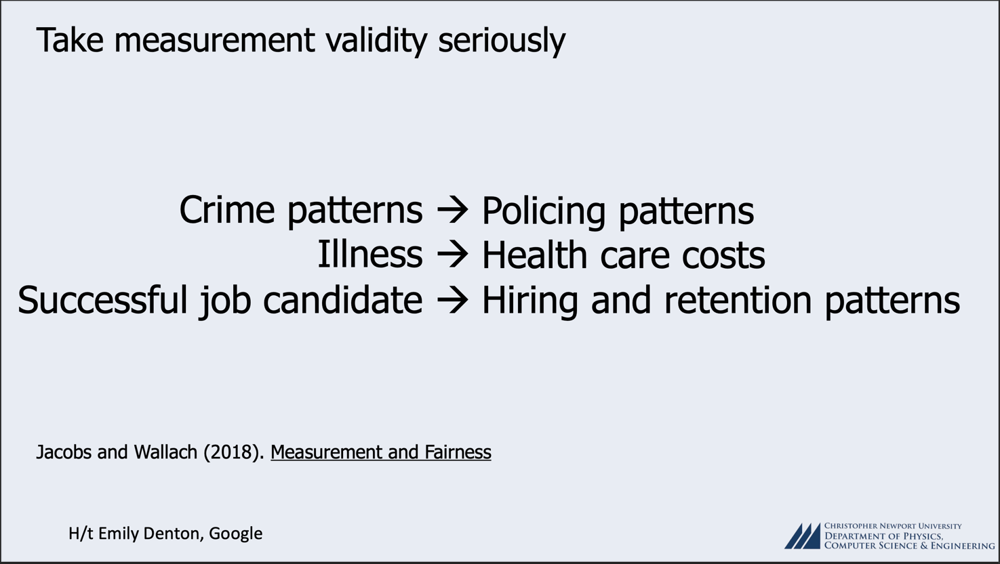 Take measurement validity seriously
Crime patterns → Policing patterns
Illness → Health care costs
Successful job candidate → Hiring and retention patterns
Jacobs and Wallach (2018). Measurement and Fairness
H/t Emily Denton, Google
Christopher Newport University
Department of Physics,
Computer Science & Engineering